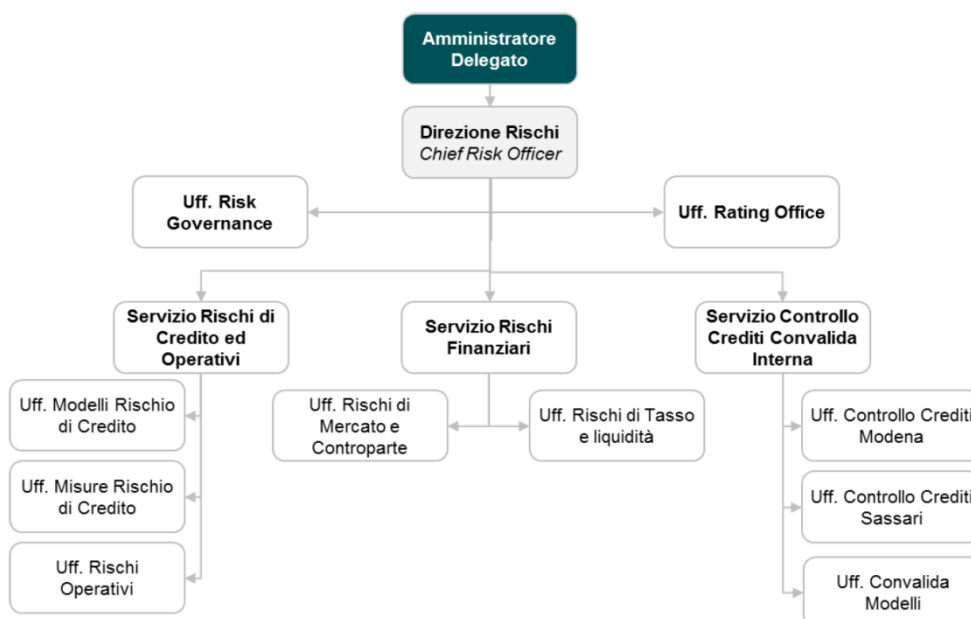 Amministratore
Delegato
Direzione Rischi
Chief Risk Officer
Uff. Risk
Governance
Uff. Rating Office
Servizio Rischi di
Credito ed
Operativi
Servizio Rischi
Finanziari
Servizio Controllo
Crediti Convalida
Interna
Uff. Modelli Rischio
di Credito
Uff. Misure Rischio
di Credito
Uff. Rischi
Operativi
Uff. Rischi di
Mercato e
Controparte
Uff. Rischi di Tasso
e liquidità
Uff. Controllo Crediti
Modena
Uff. Controllo Crediti
Sassari
Uff. Convalida
Modelli